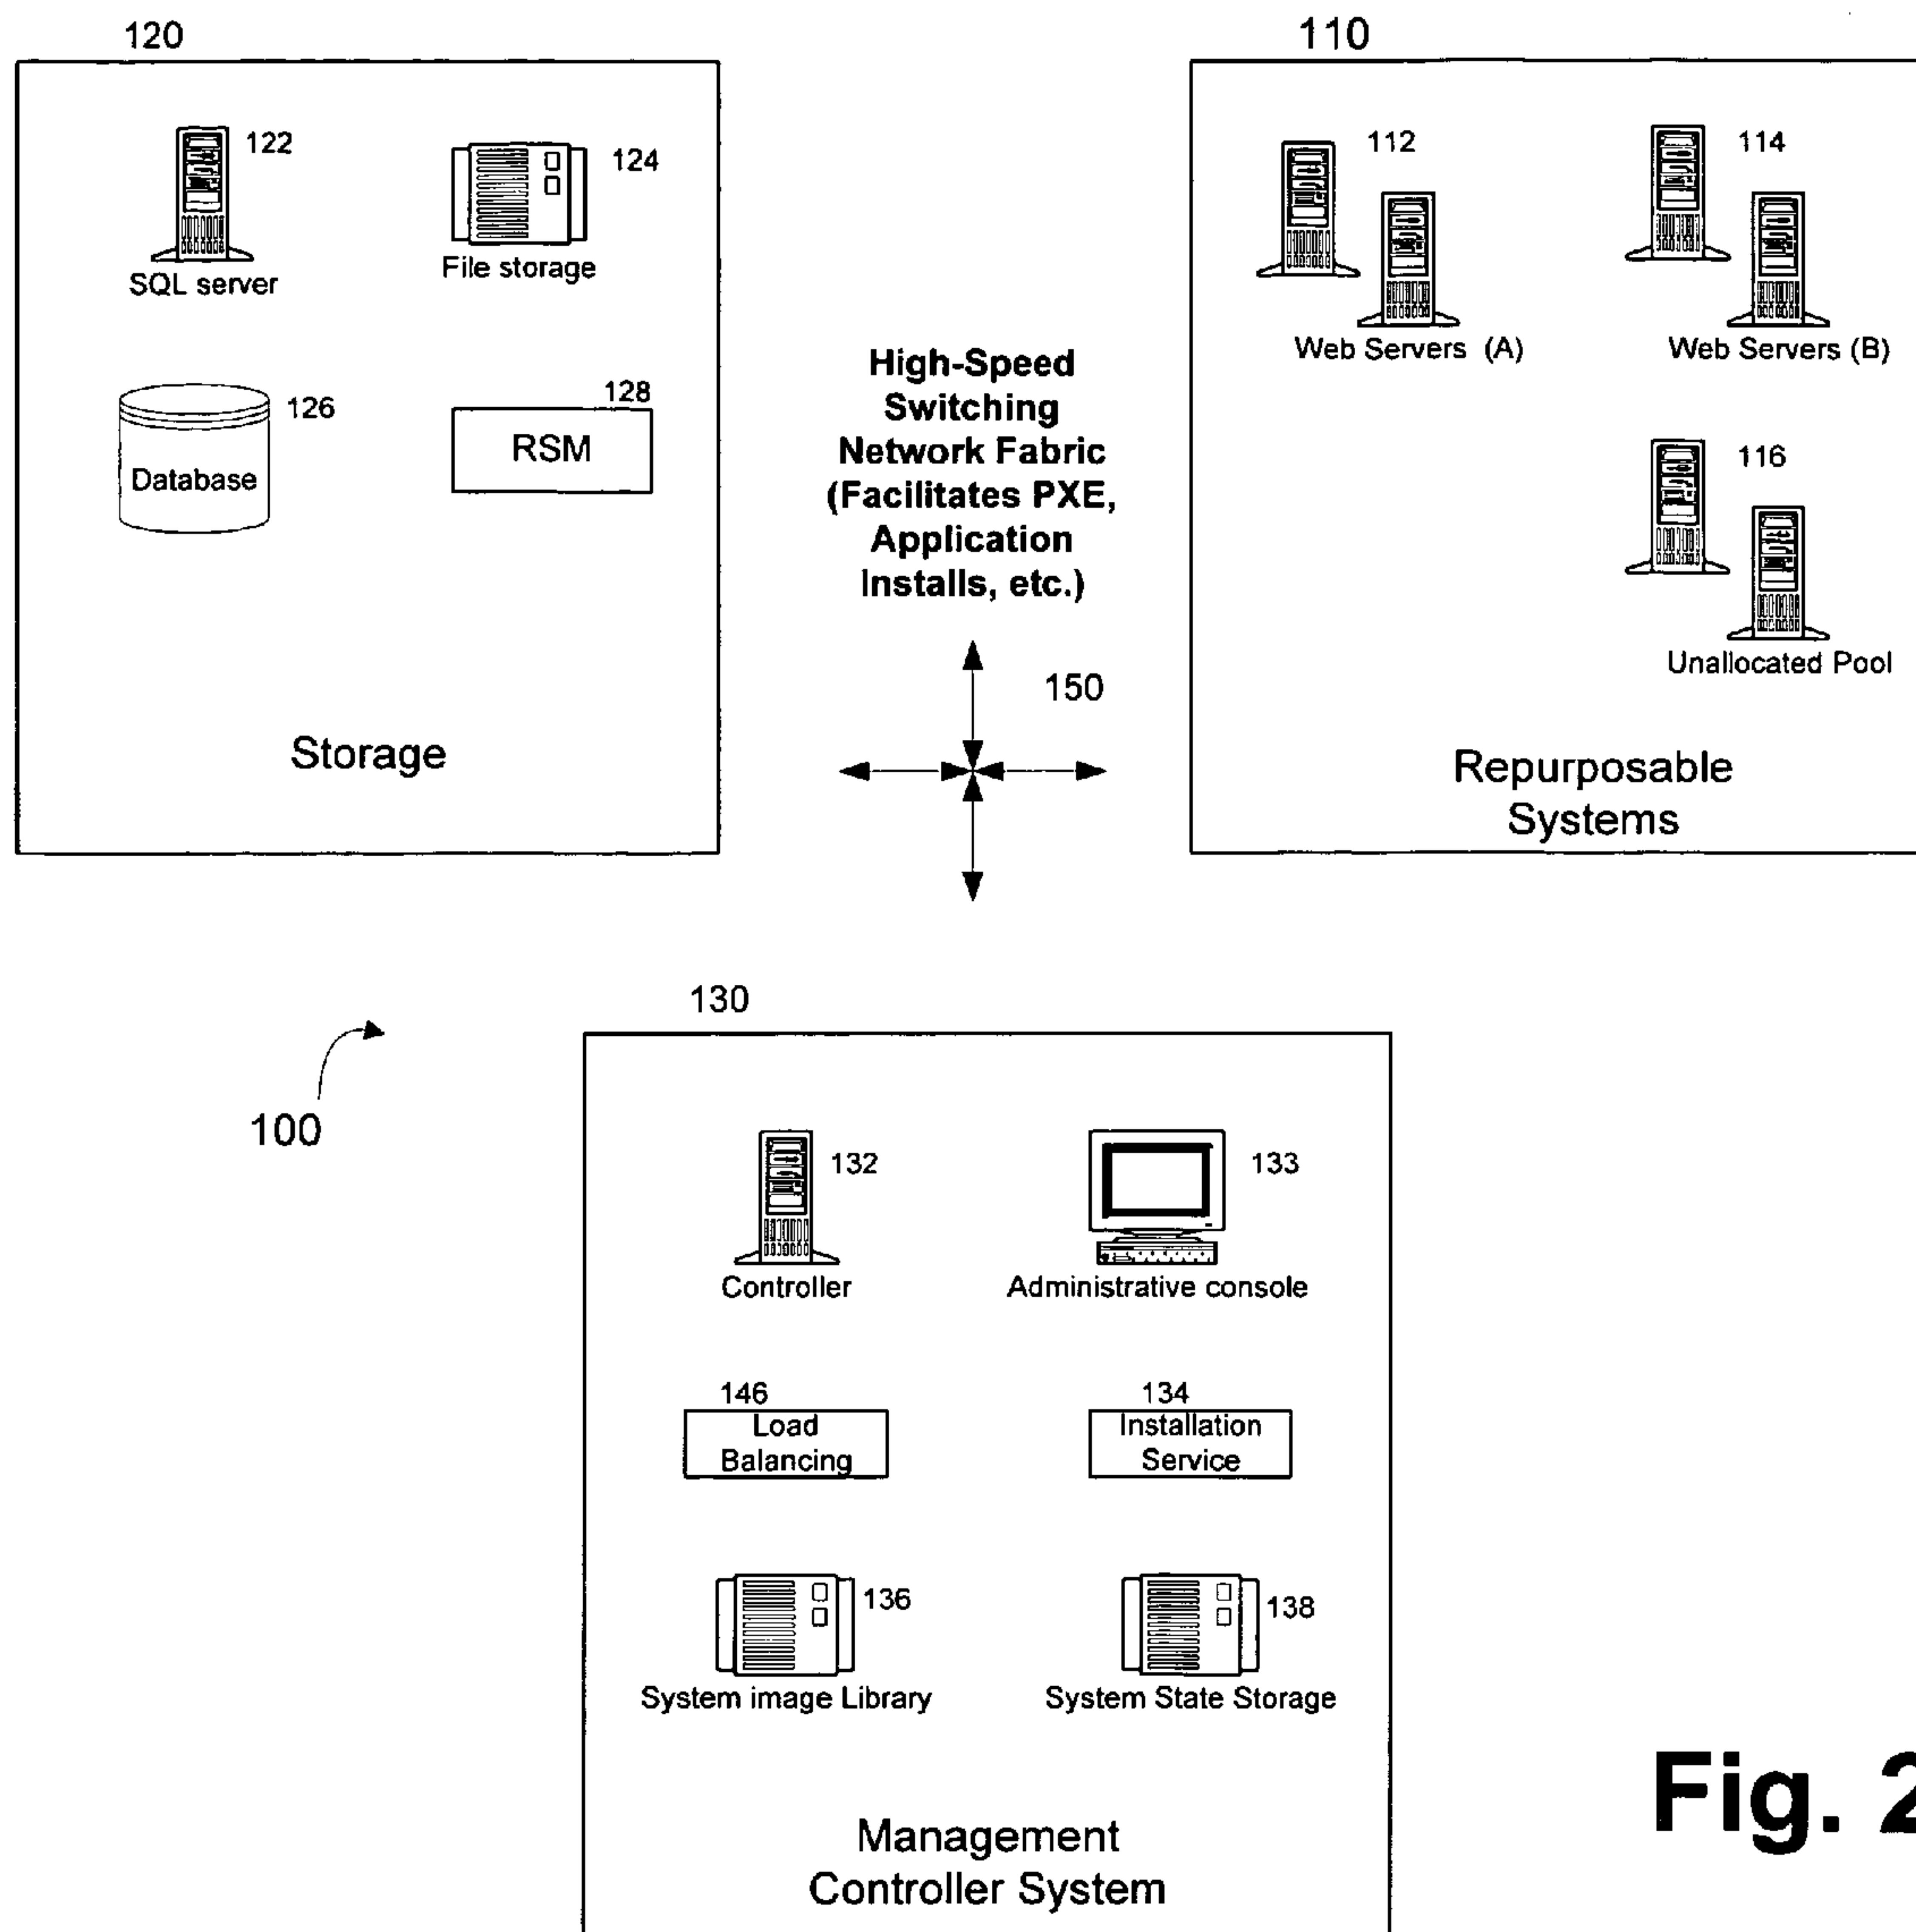 120
122
SQL server
124
File storage
126
Database
128
RSM
Storage
High-Speed
Switching
Network Fabric
(Facilitates PXE,
Application
Installs, etc.)
150
110
112
Web Servers (A)
114
Web Servers (B)
116
Unallocated Pool
Repurposable
Systems
100
130
132
Controller
133
Administrative console
146
Load
Balancing
134
Installation
Service
136
System image Library
138
System State Storage
Management
Controller System
Fig. 2